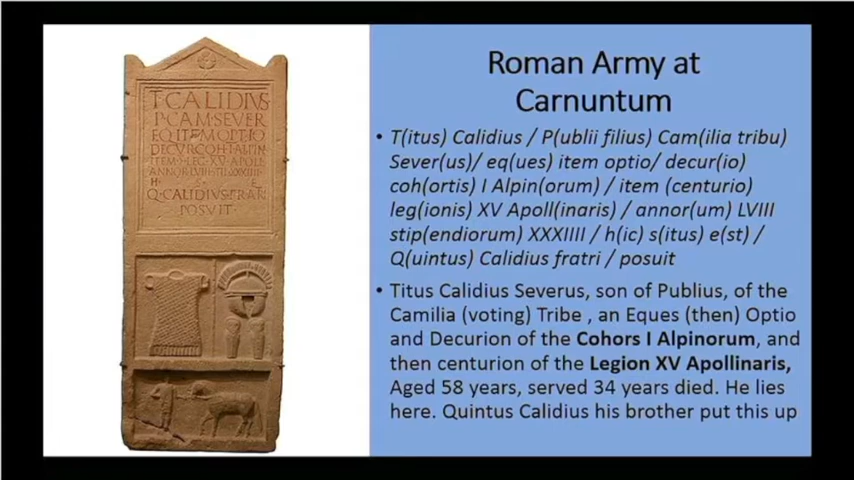 T·CALIDIVS
P·CAM·SEVER
EQ·ITEM·OPTIO
DECVR·COH·I·ALPIN
ITEM·>·LEG·XV·APOLL
ANNOR·LVIII·STIP·XXXIIII
H· S· E
Q·CALIDIVS·FRATRI
POSVIT·
Roman Army at
Carnuntum
• T(itus) Calidius / P(ublii filius) Cam(ilia tribu)
Sever(us)/ eq(ues) item optio/ decur(io)
coh(ortis) I Alpin(orum) / item (centurio)
leg(ionis) XV Apoll(inaris) / annor(um) LVIII
stip(endiorum) XXXIIII / h(ic) s(itus) e(st) /
Q(uintus) Calidius fratri / posuit
• Titus Calidius Severus, son of Publius, of the
Camilia (voting) Tribe , an Eques (then) Optio
and Decurion of the Cohors I Alpinorum, and
then centurion of the Legion XV Apollinaris,
Aged 58 years, served 34 years died. He lies
here. Quintus Calidius his brother put this up